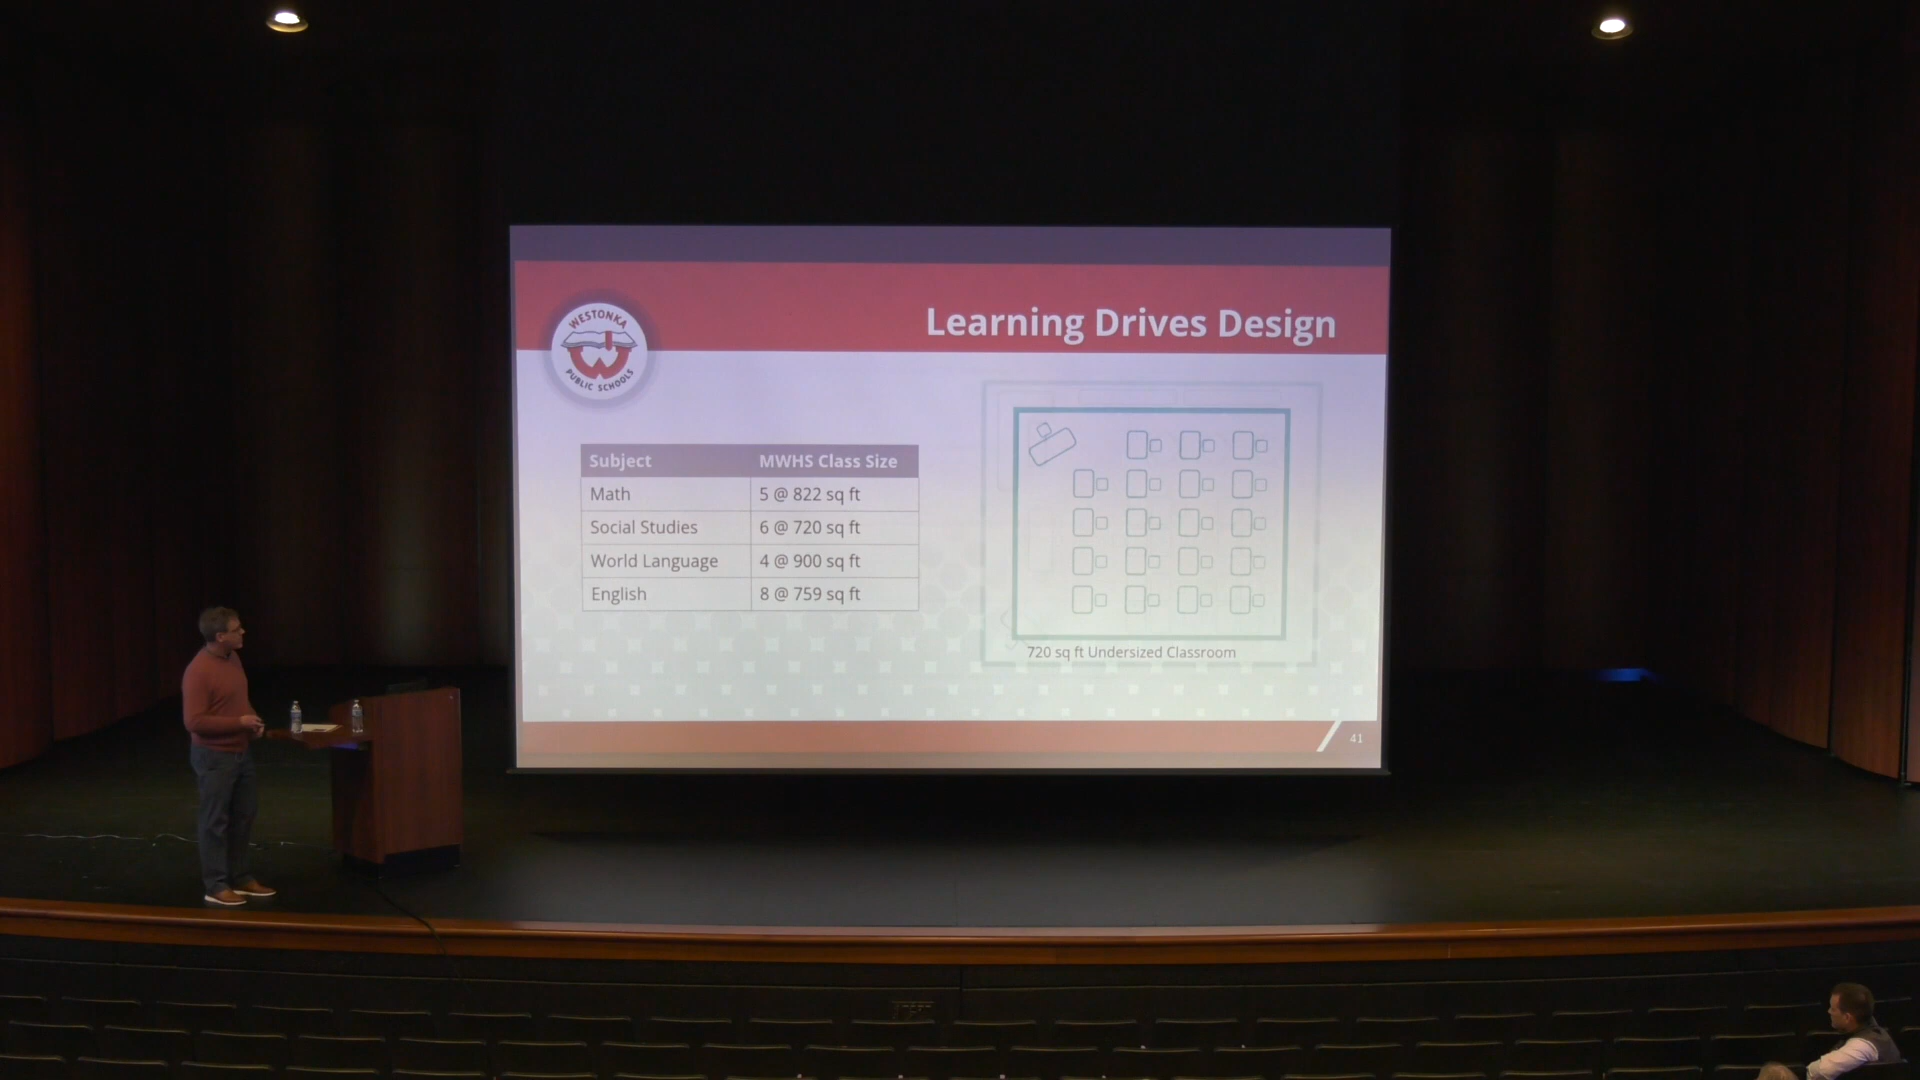 WESTONKA
PUBLIC SCHOOLS
Learning Drives Design
Subject MWHS Class Size
Math 5 @ 822 sq ft
Social Studies 6 @ 720 sq ft
World Language 4 @ 900 sq ft
English 8 @ 759 sq ft
720 sq ft Undersized Classroom
41